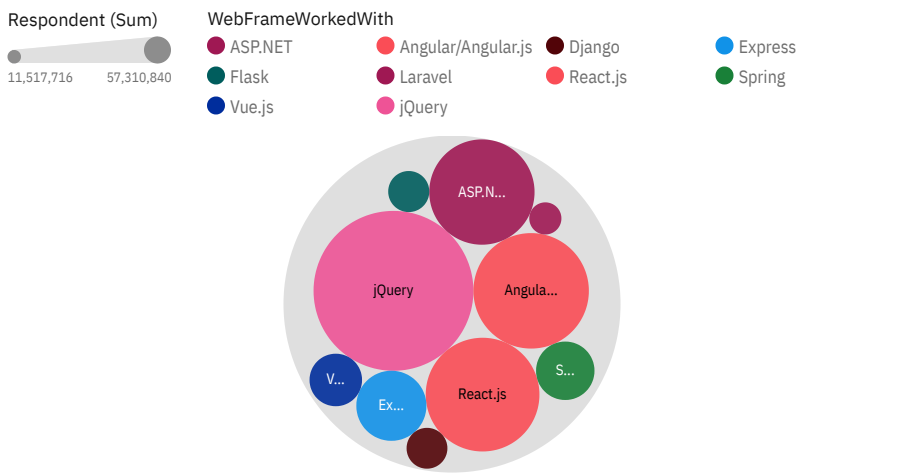 Respondent (Sum)
11,517,716 57,310,840
WebFrameWorkedWith
ASP.NET Angular/Angular.js Django Express
Flask Laravel React.js Spring
Vue.js jQuery
ASP.N...
jQuery
Angula...
S...
V...
React.js
Ex...